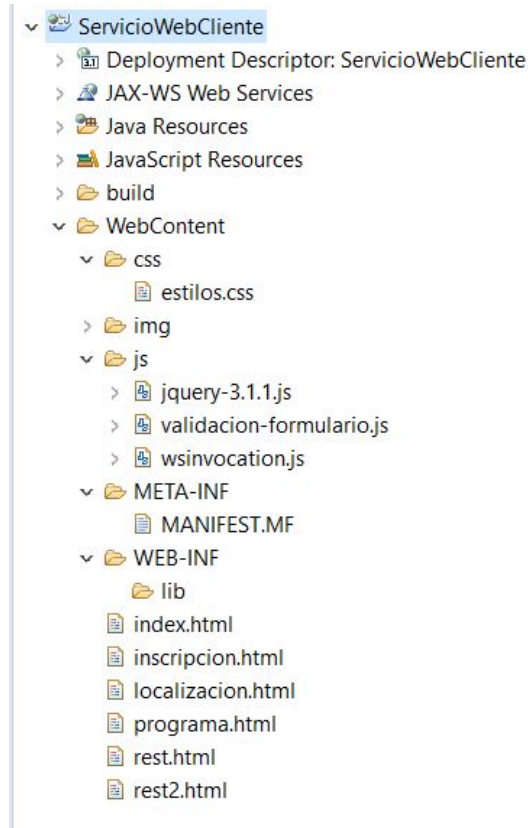 ServicioWebCliente
Deployment Descriptor: ServicioWebCliente
JAX-WS Web Services
Java Resources
JavaScript Resources
build
WebContent
css
estilos.css
img
js
jquery-3.1.1.js
validacion-formulario.js
wsinvocation.js
META-INF
MANIFEST.MF
WEB-INF
lib
index.html
inscripcion.html
localizacion.html
programa.html
rest.html
rest2.html